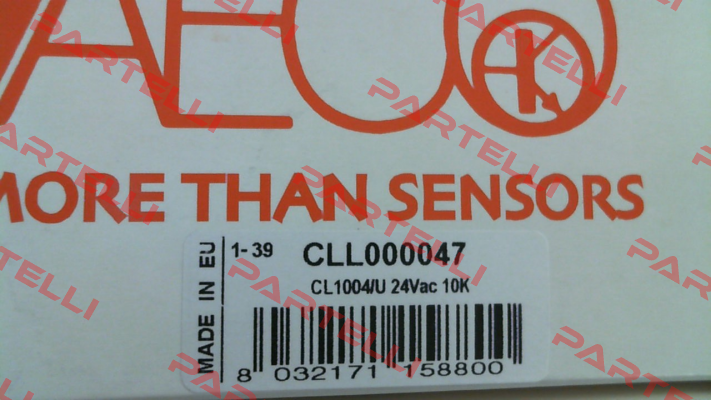 AECO
MORE THAN SENSORS
MADE IN EU
1-39
CLL000047
CL1004/U 24Vac 10K
8 032171 158800
PARTELLI
PARTELLI
PARTELLI
PARTELLI
PARTELLI
PARTELLI
PARTELLI
PARTELLI